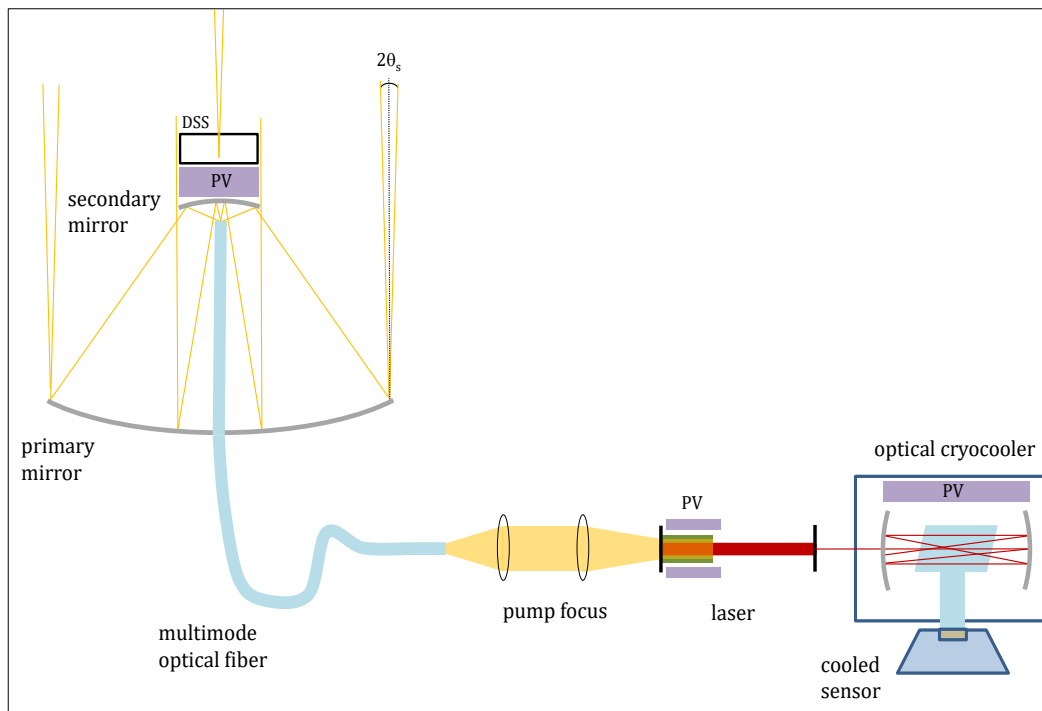 2θs
DSS
PV
secondary
mirror
primary
mirror
optical cryocooler
PV
PV
pump focus
laser
multimode
optical fiber
cooled
sensor